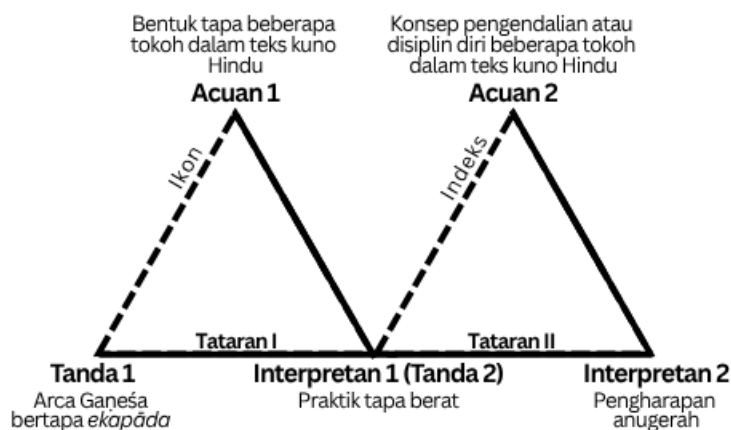 Bentuk tapa beberapa
tokoh dalam teks kuno
Hindu
Acuan 1
Konsep pengendalian atau
disiplin diri beberapa tokoh
dalam teks kuno Hindu
Acuan 2
Ikon
Indeks
Tataran I
Tataran II
Tanda 1
Arca Gaņeśa
bertapa ekapāda
Interpretan 1 (Tanda 2)
Praktik tapa berat
Interpretan 2
Pengharapan
anugerah